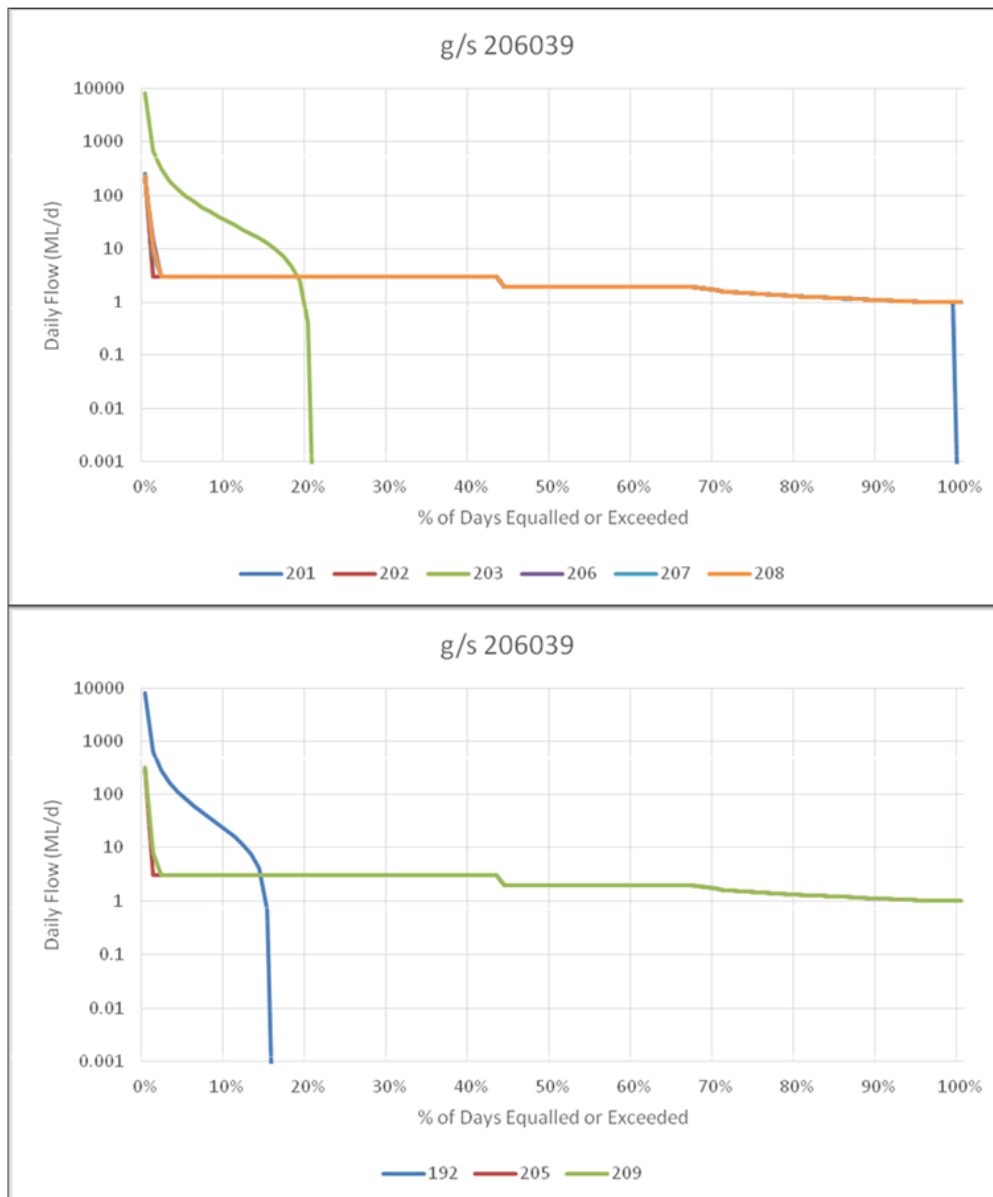 g/s 206039
10000
1000
100
10
1
0.1
0.01
0.001
Daily Flow (ML/d)
0% 10% 20% 30% 40% 50% 60% 70% 80% 90% 100%
% of Days Equalled or Exceeded
201 202 203 206 207 208
g/s 206039
10000
1000
100
10
1
0.1
0.01
0.001
Daily Flow (ML/d)
0% 10% 20% 30% 40% 50% 60% 70% 80% 90% 100%
% of Days Equalled or Exceeded
192 205 209